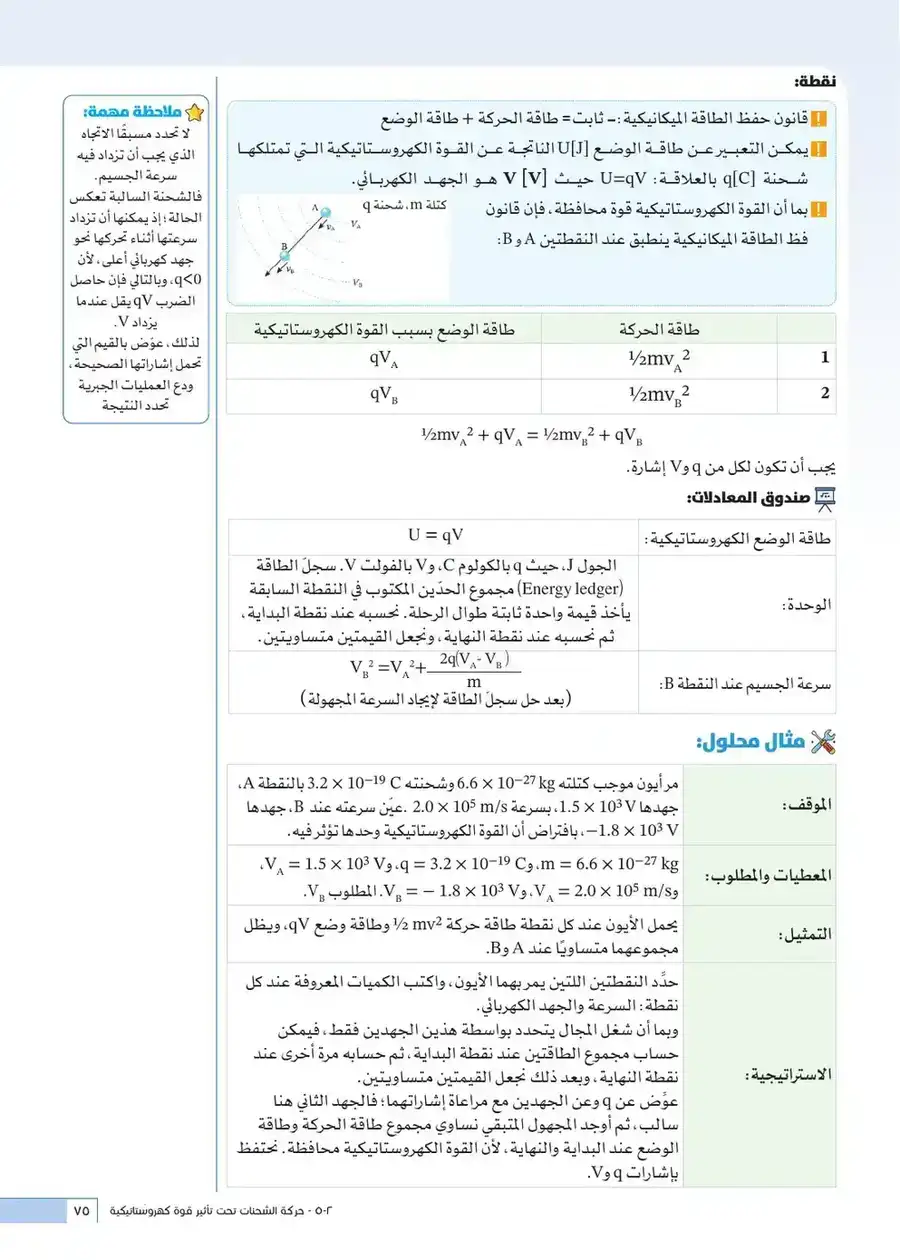 نقطة:
قانون حفظ الطاقة الميكانيكية:- ثابت= طاقة الحركة + طاقة الوضع
يمكن التعبير عن طاقة الوضع U[J] الناتجة عن القوة الكهروستاتيكية التي تمتلكها
شحنة q[C] بالعلاقة: U=qV حيث V [V] هو الجهد الكهربائي.
بما أن القوة الكهروستاتيكية قوة محافظة، فإن قانون
فظ الطاقة الميكانيكية ينطبق عند النقطتين A وB:
كتلة m، شحنة q
A
vA
VA
B
vB
VB
ملاحظة مهمة:
لا تحدد مسبقًا الاتجاه
الذي يجب أن تزداد فيه
سرعة الجسيم.
فالشحنة السالبة تعكس
الحالة؛ إذ يمكنها أن تزداد
سرعتها أثناء تحركها نحو
جهد كهربائي أعلى، لأن
q<0، وبالتالي فإن حاصل
الضرب qV يقل عندما
يزداد V.
لذلك، عوّض بالقيم التي
تحمل إشاراتها الصحيحة،
ودع العمليات الجبرية
تحدد النتيجة
طاقة الحركة	طاقة الوضع بسبب القوة الكهروستاتيكية
1	½mvA²	qVA
2	½mvB²	qVB
½mvA² + qVA = ½mvB² + qVB
يجب أن تكون لكل من q وV إشارة.
صندوق المعادلات:
طاقة الوضع الكهروستاتيكية:	U = qV
الوحدة:
الجول J، حيث q بالكولوم C، وV بالفولت V. سجلّ الطاقة
(Energy ledger) مجموع الحدّين المكتوب في النقطة السابقة
يأخذ قيمة واحدة ثابتة طوال الرحلة. نحسبه عند نقطة البداية،
ثم نحسبه عند نقطة النهاية، ونجعل القيمتين متساويتين.
سرعة الجسيم عند النقطة B:
VB² =VA²+ 2q(VA- VB ) / m
(بعد حل سجلّ الطاقة لإيجاد السرعة المجهولة)
مثال محلول:
الموقف:
مر أيون موجب كتلته 6.6 × 10−27 kg وشحنته 3.2 × 10−19 C بالنقطة A،
جهدها 1.5 × 10³ V، بسرعة 2.0 × 10⁵ m/s .عيّن سرعته عند B، جهدها
−1.8 × 10³ V، بافتراض أن القوة الكهروستاتيكية وحدها تؤثر فيه.
المعطيات والمطلوب:
m = 6.6 × 10−27 kg، وq = 3.2 × 10−19 C، وVA = 1.5 × 10³ V،
وVA = 2.0 × 10⁵ m/s، وVB = − 1.8 × 10³ V. المطلوب VB.
التمثيل:
يحمل الأيون عند كل نقطة طاقة حركة ½ mv² وطاقة وضع qV، ويظل
مجموعهما متساويًا عند A وB.
الاستراتيجية:
حدّد النقطتين اللتين يمر بهما الأيون، واكتب الكميات المعروفة عند كل
نقطة: السرعة والجهد الكهربائي.
وبما أن شغل المجال يتحدد بواسطة هذين الجهدين فقط، فيمكن
حساب مجموع الطاقتين عند نقطة البداية، ثم حسابه مرة أخرى عند
نقطة النهاية، وبعد ذلك نجعل القيمتين متساويتين.
عوّض عن q وعن الجهدين مع مراعاة إشاراتهما؛ فالجهد الثاني هنا
سالب، ثم أوجد المجهول المتبقي نساوي مجموع طاقة الحركة وطاقة
الوضع عند البداية والنهاية، لأن القوة الكهروستاتيكية محافظة. نحتفظ
بإشارات q وV.
٢-٥ - حركة الشحنات تحت تأثير قوة كهروستاتيكية
٧٥